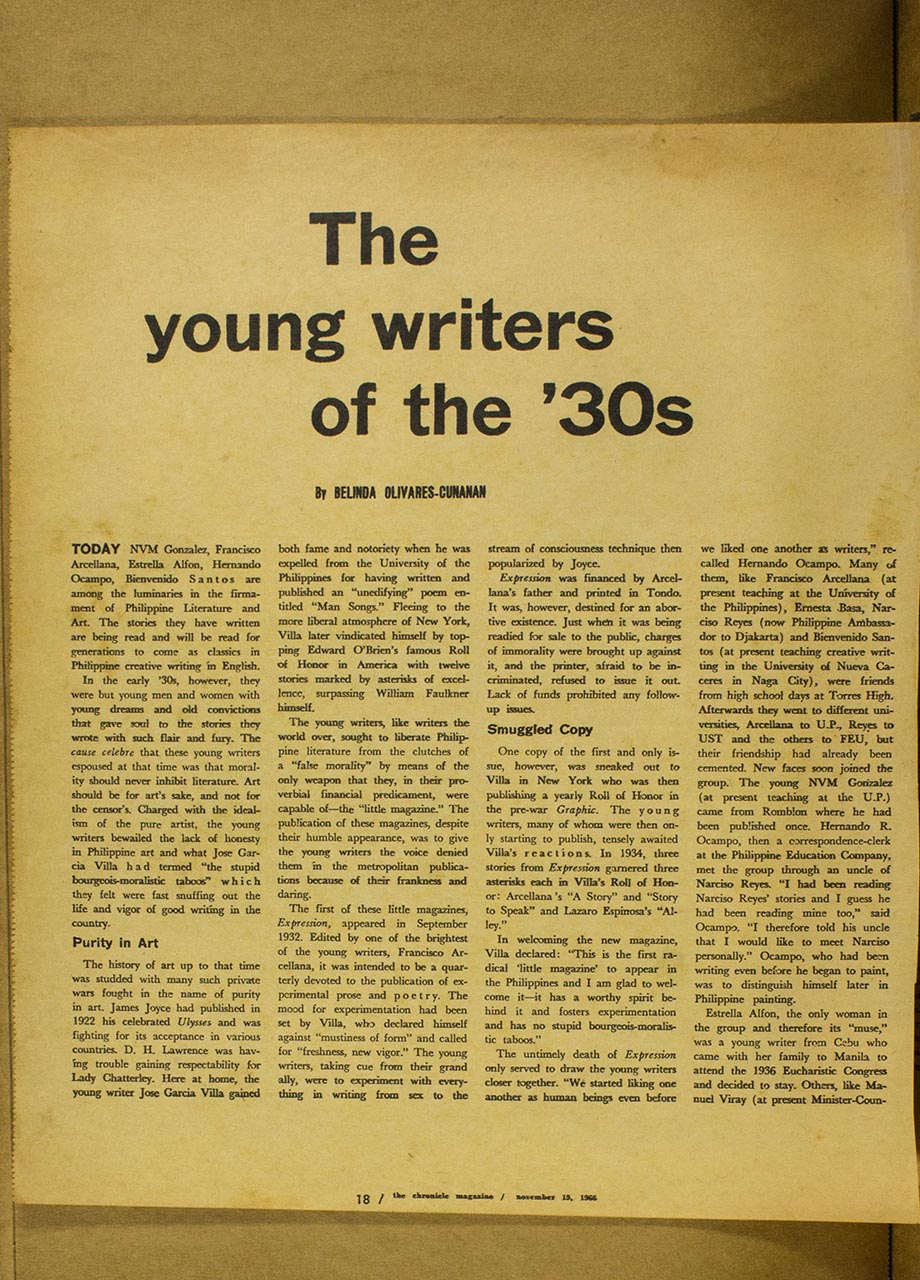 The
young writers
of the ’30s
By BELINDA OLIVARES-CUNANAN
TODAY NVM Gonzalez, Francisco
Arcellana, Estrella Alfon, Hernando
Ocampo, Bienvenido Santos are
among the luminaries in the firma-
ment of Philippine Literature and
Art. The stories they have written
are being read and will be read for
generations to come as classics in
Philippine creative writing in English.
In the early ’30s, however, they
were but young men and women with
young dreams and old convictions
that gave soul to the stories they
wrote with such flair and fury. The
cause celebre that these young writers
espoused at that time was that moral-
ity should never inhibit literature. Art
should be for art’s sake, and not for
the censor’s. Charged with the ideal-
ism of the pure artist, the young
writers bewailed the lack of honesty
in Philippine art and what Jose Gar-
cia Villa had termed “the stupid
bourgeois-moralistic taboos” which
they felt were fast snuffing out the
life and vigor of good writing in the
country.
Purity in Art
The history of art up to that time
was studded with many such private
wars fought in the name of purity
in art. James Joyce had published in
1922 his celebrated Ulysses and was
fighting for its acceptance in various
countries. D. H. Lawrence was hav-
ing trouble gaining respectability for
Lady Chatterley. Here at home, the
young writer Jose Garcia Villa gained
both fame and notoriety when he was
expelled from the University of the
Philippines for having written and
published an “unedifying” poem en-
titled “Man Songs.” Fleeing to the
more liberal atmosphere of New York,
Villa later vindicated himself by top-
ping Edward O’Brien’s famous Roll
of Honor in America with twelve
stories marked by asterisks of excel-
lence, surpassing William Faulkner
himself.
The young writers, like writers the
world over, sought to liberate Philip-
pine literature from the clutches of
a “false morality” by means of the
only weapon that they, in their pro-
verbial financial predicament, were
capable of—the “little magazine.” The
publication of these magazines, despite
their humble appearance, was to give
the young writers the voice denied
them in the metropolitan publica-
tions because of their frankness and
daring.
The first of these little magazines,
Expression, appeared in September
1932. Edited by one of the brightest
of the young writers, Francisco Ar-
cellana, it was intended to be a quar-
terly devoted to the publication of ex-
perimental prose and poetry. The
mood for experimentation had been
set by Villa, who declared himself
against “mustiness of form” and called
for “freshness, new vigor.” The young
writers, taking cue from their grand
ally, were to experiment with every-
thing in writing from sex to the
stream of consciousness technique then
popularized by Joyce.
Expression was financed by Arcel-
lana’s father and printed in Tondo.
It was, however, destined for an abor-
tive existence. Just when it was being
readied for sale to the public, charges
of immorality were brought up against
it, and the printer, afraid to be in-
criminated, refused to issue it out.
Lack of funds prohibited any follow-
up issues.
Smuggled Copy
One copy of the first and only is-
sue, however, was sneaked out to
Villa in New York who was then
publishing a yearly Roll of Honor in
the pre-war Graphic. The young
writers, many of whom were then on-
ly starting to publish, tensely awaited
Villa’s reactions. In 1934, three
stories from Expression garnered three
asterisks each in Villa’s Roll of Hon-
or: Arcellana’s “A Story” and “Story
to Speak” and Lazaro Espinosa’s “Al-
ley.”
In welcoming the new magazine,
Villa declared: “This is the first ra-
dical ‘little magazine’ to appear in
the Philippines and I am glad to wel-
come it—it has a worthy spirit be-
hind it and fosters experimentation
and has no stupid bourgeois-moralis-
tic taboos.”
The untimely death of Expression
only served to draw the young writers
closer together. “We started liking one
another as human beings even before
we liked one another as writers,” re-
called Hernando Ocampo. Many of
them, like Francisco Arcellana (at
present teaching at the University of
the Philippines), Ernesta Basa, Nar-
ciso Reyes (now Philippine Ambassa-
dor to Djakarta) and Bienvenido San-
tos (at present teaching creative writ-
ting in the University of Nueva Ca-
ceres in Naga City), were friends
from high school days at Torres High.
Afterwards they went to different uni-
versities, Arcellana to U.P., Reyes to
UST and the others to FEU, but
their friendship had already been
cemented. New faces soon joined the
group. The young NVM Gonzalez
(at present teaching at the U.P.)
came from Romblon where he had
been published once. Hernando R.
Ocampo, then a correspondence-clerk
at the Philippine Education Company,
met the group through an uncle of
Narciso Reyes. “I had been reading
Narciso Reyes’ stories and I guess he
had been reading mine too,” said
Ocampo. “I therefore told his uncle
that I would like to meet Narciso
personally.” Ocampo, who had been
writing even before he began to paint,
was to distinguish himself later in
Philippine painting.
Estrella Alfon, the only woman in
the group and therefore its “muse,”
was a young writer from Cebu who
came with her family to Manila to
attend the 1936 Eucharistic Congress
and decided to stay. Others, like Ma-
nuel Viray (at present Minister-Coun-
18 / the chronicle magazine / november 19, 1966